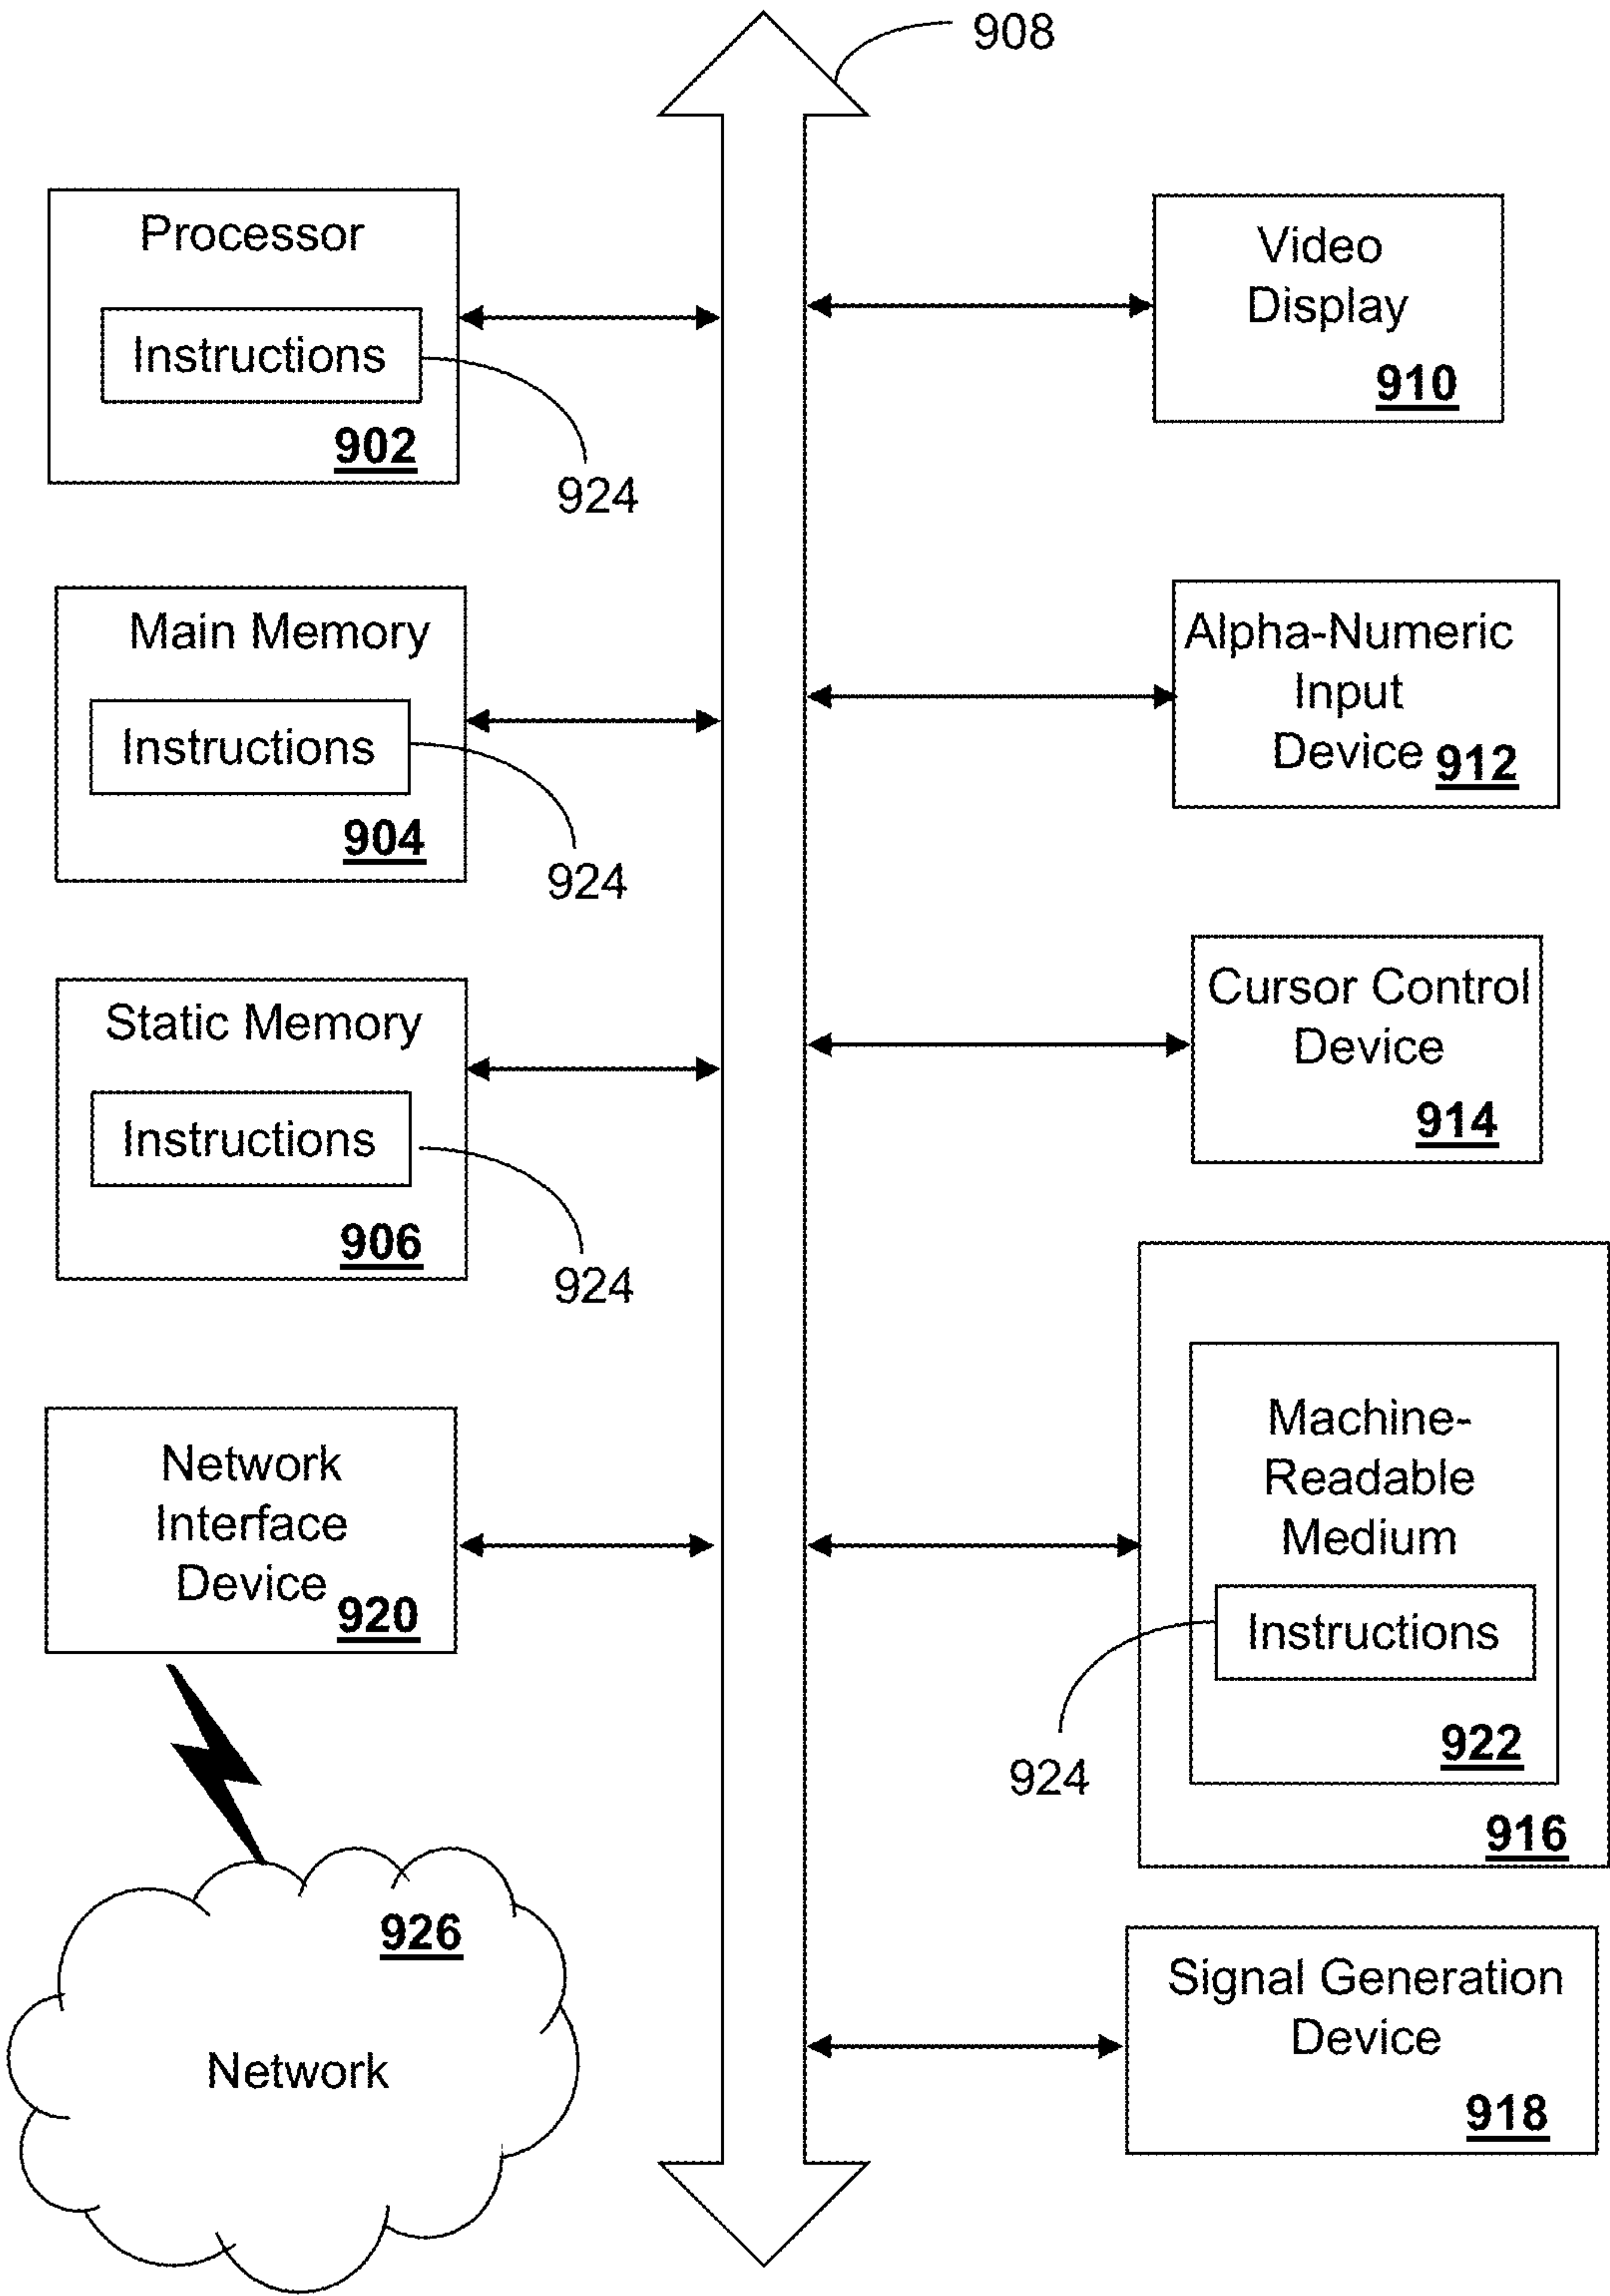 908
Processor
Instructions
902
924
Main Memory
Instructions
904
924
Static Memory
Instructions
906
924
Network
Interface
Device
920
926
Network
Video
Display
910
Alpha-Numeric
Input
Device
912
Cursor Control
Device
914
Machine-
Readable
Medium
Instructions
922
924
916
Signal Generation
Device
918